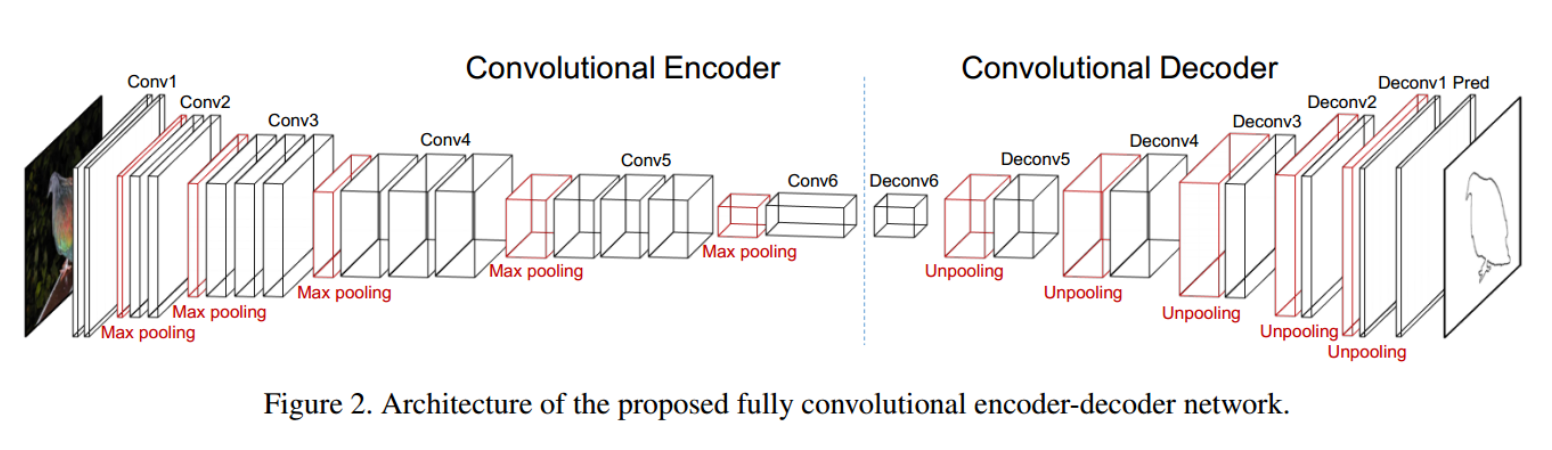 Convolutional Encoder
Convolutional Decoder
Conv1
Conv2
Conv3
Conv4
Conv5
Conv6
Deconv6
Deconv5
Deconv4
Deconv3
Deconv2
Deconv1 Pred
Max pooling
Max pooling
Max pooling
Max pooling
Max pooling
Unpooling
Unpooling
Unpooling
Unpooling
Unpooling
Figure 2. Architecture of the proposed fully convolutional encoder-decoder network.